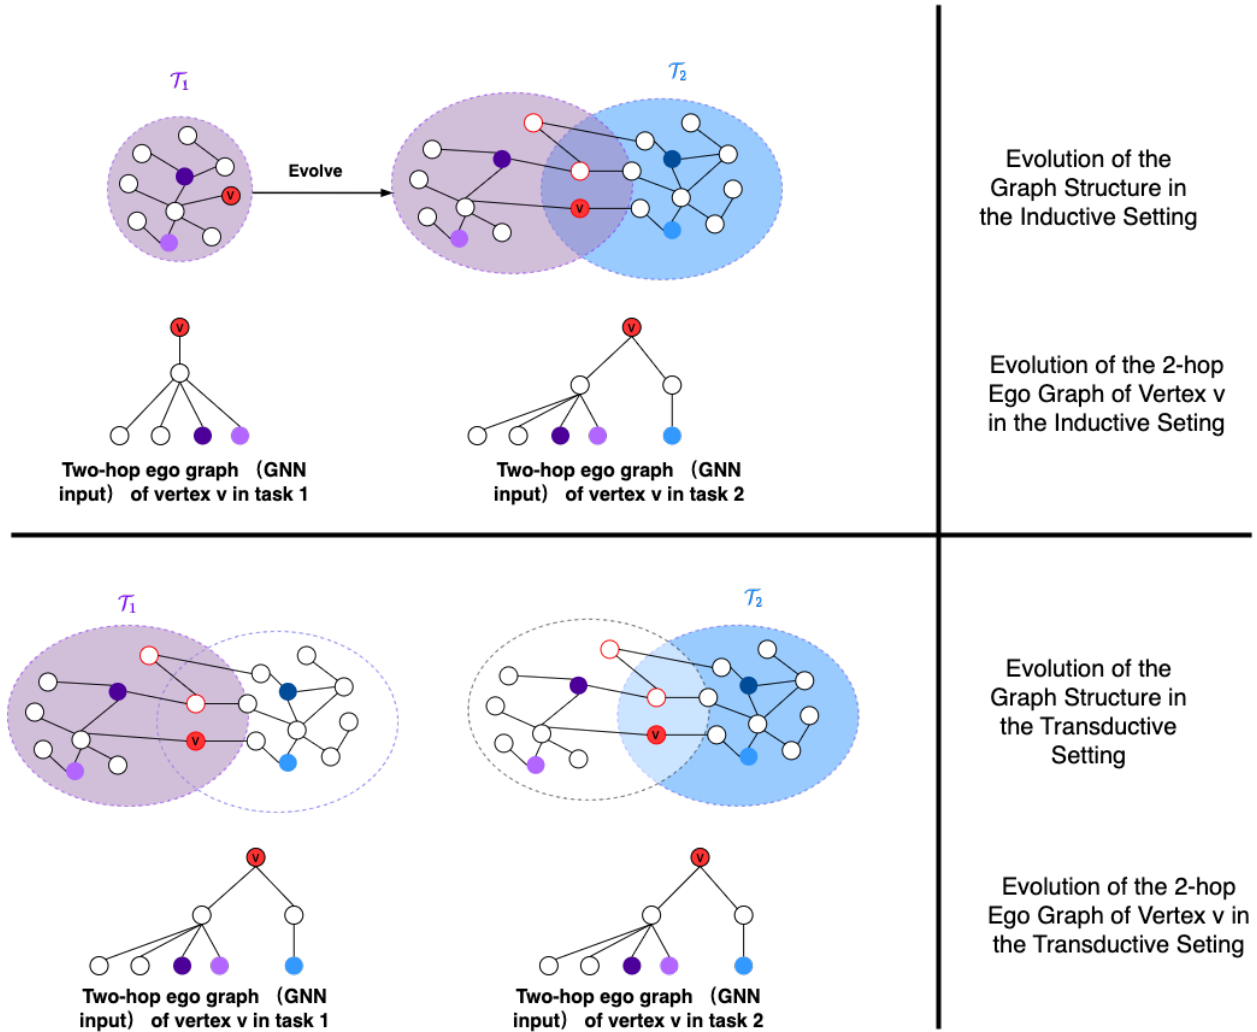 𝒯₁
𝒯₂
Evolve
v
v
Evolution of the
Graph Structure in
the Inductive Setting
v
v
Two-hop ego graph （GNN
input） of vertex v in task 1
Two-hop ego graph （GNN
input） of vertex v in task 2
Evolution of the 2-hop
Ego Graph of Vertex v
in the Inductive Seting
𝒯₁
𝒯₂
v
v
Evolution of the
Graph Structure in
the Transductive
Setting
v
v
Two-hop ego graph （GNN
input） of vertex v in task 1
Two-hop ego graph （GNN
input） of vertex v in task 2
Evolution of the 2-hop
Ego Graph of Vertex v in
the Transductive Seting